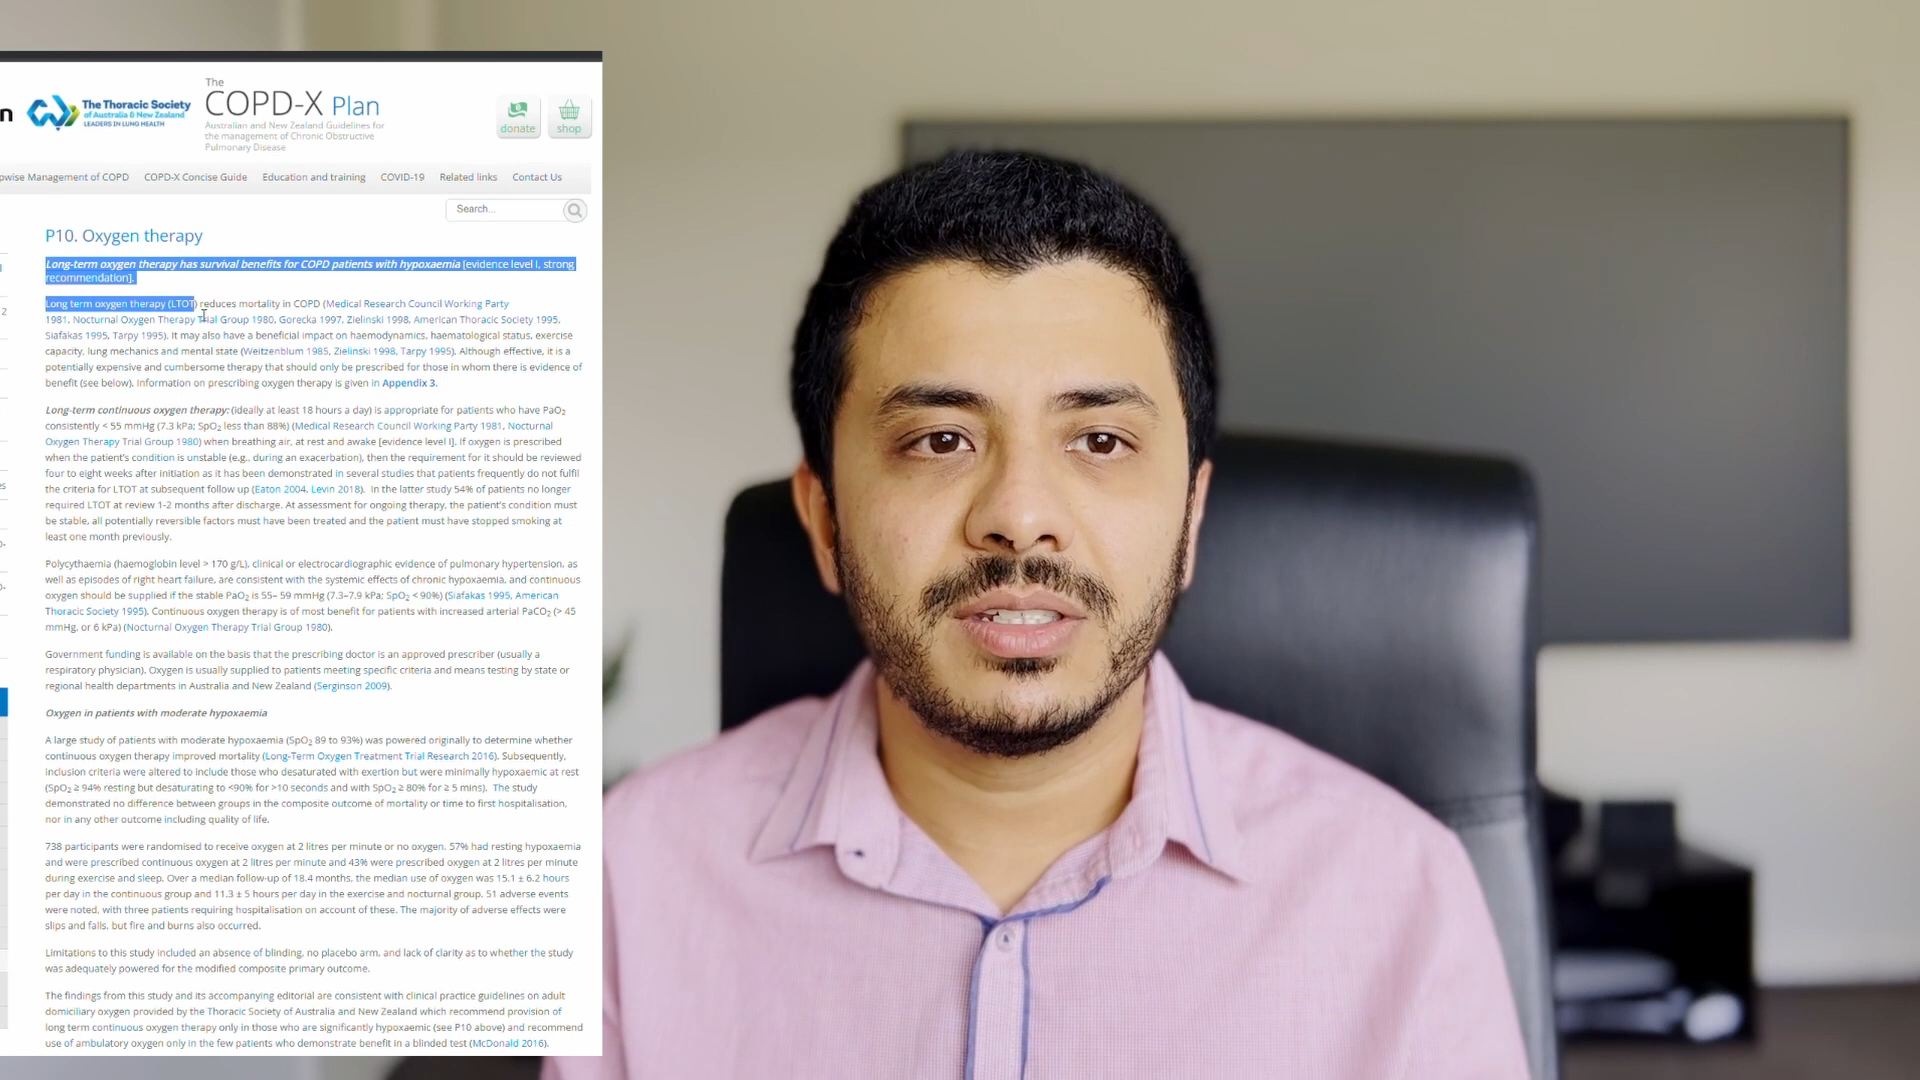 n
The Thoracic Society
of Australia & New Zealand
LEADERS IN LUNG HEALTH
The
COPD-X Plan
Australian and New Zealand Guidelines for
the management of Chronic Obstructive
Pulmonary Disease
donate
shop
pwise Management of COPD COPD-X Concise Guide Education and training COVID-19 Related links Contact Us
Search...
P10. Oxygen therapy
Long-term oxygen therapy has survival benefits for COPD patients with hypoxaemia [evidence level I, strong
recommendation].
Long term oxygen therapy (LTOT) reduces mortality in COPD (Medical Research Council Working Party
1981, Nocturnal Oxygen Therapy Trial Group 1980, Gorecka 1997, Zielinski 1998, American Thoracic Society 1995,
Siafakas 1995, Tarpy 1995). It may also have a beneficial impact on haemodynamics, haematological status, exercise
capacity, lung mechanics and mental state (Weitzenblum 1985, Zielinski 1998, Tarpy 1995). Although effective, it is a
potentially expensive and cumbersome therapy that should only be prescribed for those in whom there is evidence of
benefit (see below). Information on prescribing oxygen therapy is given in Appendix 3.
Long-term continuous oxygen therapy: (ideally at least 18 hours a day) is appropriate for patients who have PaO2
consistently < 55 mmHg (7.3 kPa; SpO2 less than 88%) (Medical Research Council Working Party 1981, Nocturnal
Oxygen Therapy Trial Group 1980) when breathing air, at rest and awake [evidence level I]. If oxygen is prescribed
when the patient's condition is unstable (e.g., during an exacerbation), then the requirement for it should be reviewed
four to eight weeks after initiation as it has been demonstrated in several studies that patients frequently do not fulfil
the criteria for LTOT at subsequent follow up (Eaton 2004, Levin 2018). In the latter study 54% of patients no longer
required LTOT at review 1-2 months after discharge. At assessment for ongoing therapy, the patient's condition must
be stable, all potentially reversible factors must have been treated and the patient must have stopped smoking at
least one month previously.
Polycythaemia (haemoglobin level > 170 g/L), clinical or electrocardiographic evidence of pulmonary hypertension, as
well as episodes of right heart failure, are consistent with the systemic effects of chronic hypoxaemia, and continuous
oxygen should be supplied if the stable PaO2 is 55– 59 mmHg (7.3–7.9 kPa; SpO2 < 90%) (Siafakas 1995, American
Thoracic Society 1995). Continuous oxygen therapy is of most benefit for patients with increased arterial PaCO2 (> 45
mmHg, or 6 kPa) (Nocturnal Oxygen Therapy Trial Group 1980).
Government funding is available on the basis that the prescribing doctor is an approved prescriber (usually a
respiratory physician). Oxygen is usually supplied to patients meeting specific criteria and means testing by state or
regional health departments in Australia and New Zealand (Serginson 2009).
Oxygen in patients with moderate hypoxaemia
A large study of patients with moderate hypoxaemia (SpO2 89 to 93%) was powered originally to determine whether
continuous oxygen therapy improved mortality (Long-Term Oxygen Treatment Trial Research 2016). Subsequently,
inclusion criteria were altered to include those who desaturated with exertion but were minimally hypoxaemic at rest
(SpO2 ≥ 94% resting but desaturating to <90% for >10 seconds and with SpO2 ≥ 80% for ≥ 5 mins). The study
demonstrated no difference between groups in the composite outcome of mortality or time to first hospitalisation,
nor in any other outcome including quality of life.
738 participants were randomised to receive oxygen at 2 litres per minute or no oxygen. 57% had resting hypoxaemia
and were prescribed continuous oxygen at 2 litres per minute and 43% were prescribed oxygen at 2 litres per minute
during exercise and sleep. Over a median follow-up of 18.4 months, the median use of oxygen was 15.1 ± 6.2 hours
per day in the continuous group and 11.3 ± 5 hours per day in the exercise and nocturnal group. 51 adverse events
were noted, with three patients requiring hospitalisation on account of these. The majority of adverse effects were
slips and falls, but fire and burns also occurred.
Limitations to this study included an absence of blinding, no placebo arm, and lack of clarity as to whether the study
was adequately powered for the modified composite primary outcome.
The findings from this study and its accompanying editorial are consistent with clinical practice guidelines on adult
domiciliary oxygen provided by the Thoracic Society of Australia and New Zealand which recommend provision of
long term continuous oxygen therapy only in those who are significantly hypoxaemic (see P10 above) and recommend
use of ambulatory oxygen only in the few patients who demonstrate benefit in a blinded test (McDonald 2016).